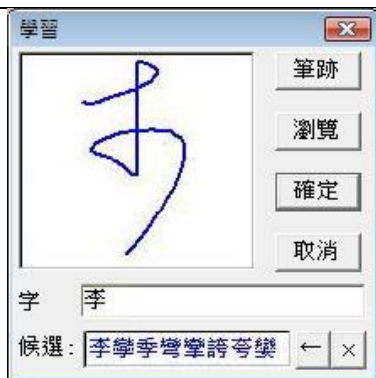 學習
筆跡
瀏覽
確定
取消
字 李
候選: 李學季彎攣誇夸欒 ← ×